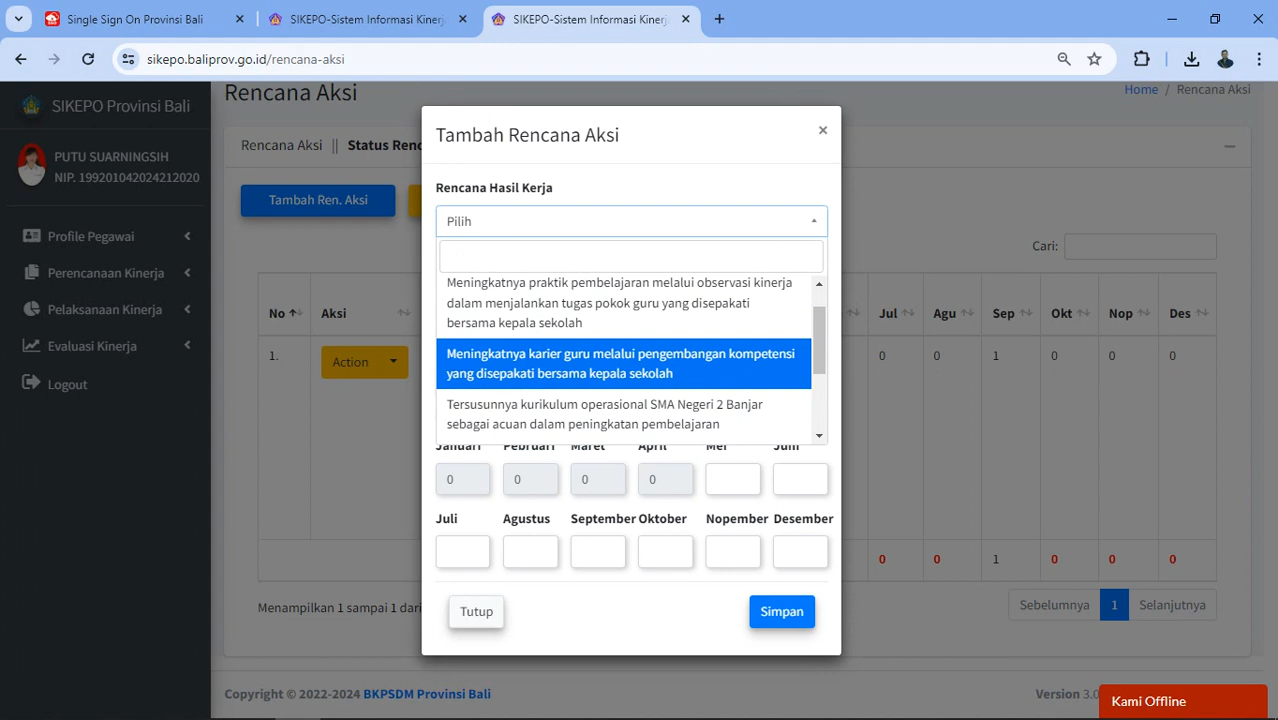 Single Sign On Provinsi Bali
SIKEPO-Sistem Informasi Kinerj
SIKEPO-Sistem Informasi Kinerj
sikepo.baliprov.go.id/rencana-aksi
SIKEPO Provinsi Bali
PUTU SUARNINGSIH
NIP. 199201042024212020
Profile Pegawai
Perencanaan Kinerja
Pelaksanaan Kinerja
Evaluasi Kinerja
Logout
Rencana Aksi
Home / Rencana Aksi
Rencana Aksi || Status Renc
Tambah Ren. Aksi
Cari:
No Aksi Jul Agu Sep Okt Nop Des
1. Action 0 0 1 0 0 0
0 0 1 0 0 0
Menampilkan 1 sampai 1 dari
Sebelumnya 1 Selanjutnya
Tambah Rencana Aksi ×
Rencana Hasil Kerja
Pilih
Meningkatnya praktik pembelajaran melalui observasi kinerja
dalam menjalankan tugas pokok guru yang disepakati
bersama kepala sekolah
Meningkatnya karier guru melalui pengembangan kompetensi
yang disepakati bersama kepala sekolah
Tersusunnya kurikulum operasional SMA Negeri 2 Banjar
sebagai acuan dalam peningkatan pembelajaran
Januari Pebruari Maret April Mei Juni
0 0 0 0
Juli Agustus September Oktober Nopember Desember
Tutup Simpan
Copyright © 2022-2024 BKPSDM Provinsi Bali
Version 3.0
Kami Offline